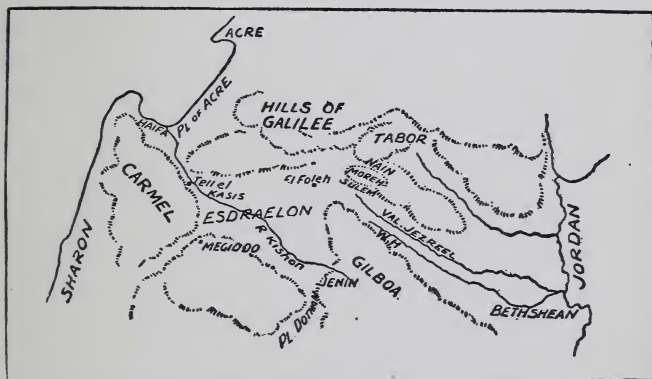 ACRE
PL OF ACRE
HAIFA
HILLS OF
GALILEE
TABOR
CARMEL
Tell el
KASIS
El Foleh
NAIN
MOREH
SULEM
ESDRAELON
R Kishon
VAL JEZREEL
W.H
MEGIDDO
GILBOA
JENIN
PL DOTHAN
SHARON
JORDAN
BETHSHEAN